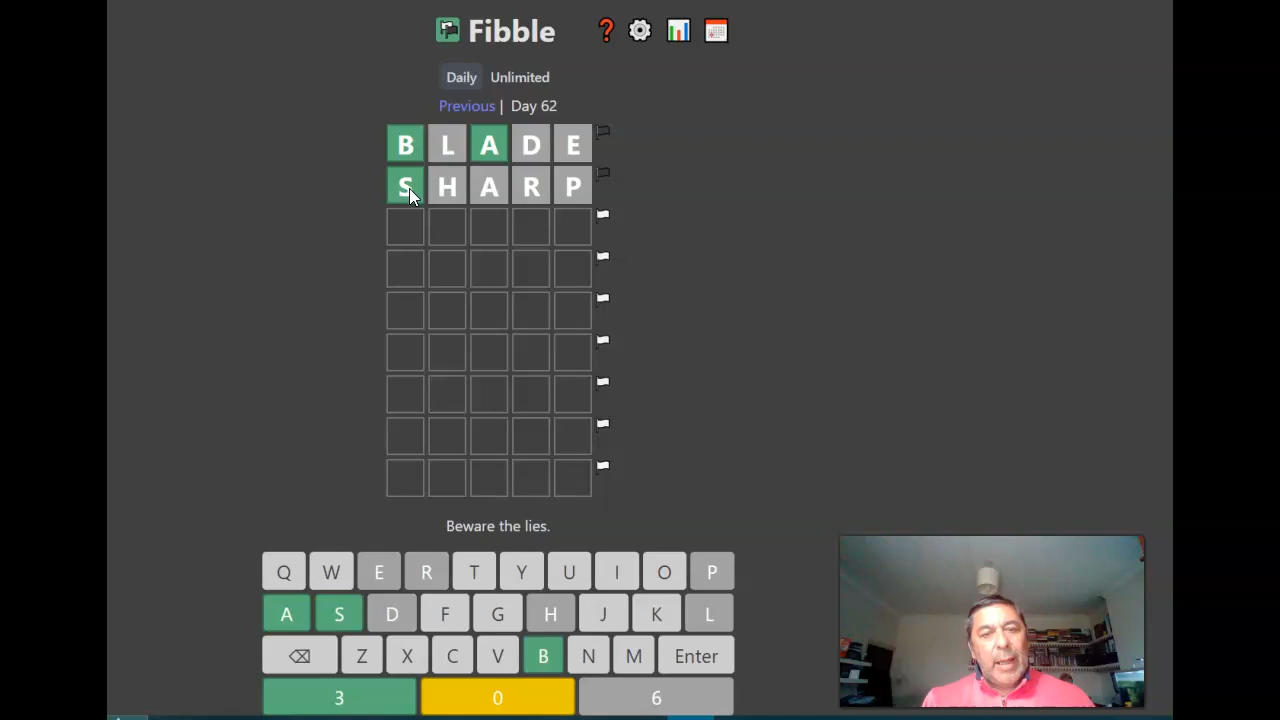 Fibble
Daily Unlimited
Previous | Day 62
B L A D E
S H A R P
Beware the lies.
Q W E R T Y U I O P
A S D F G H J K L
Z X C V B N M Enter
3 0 6